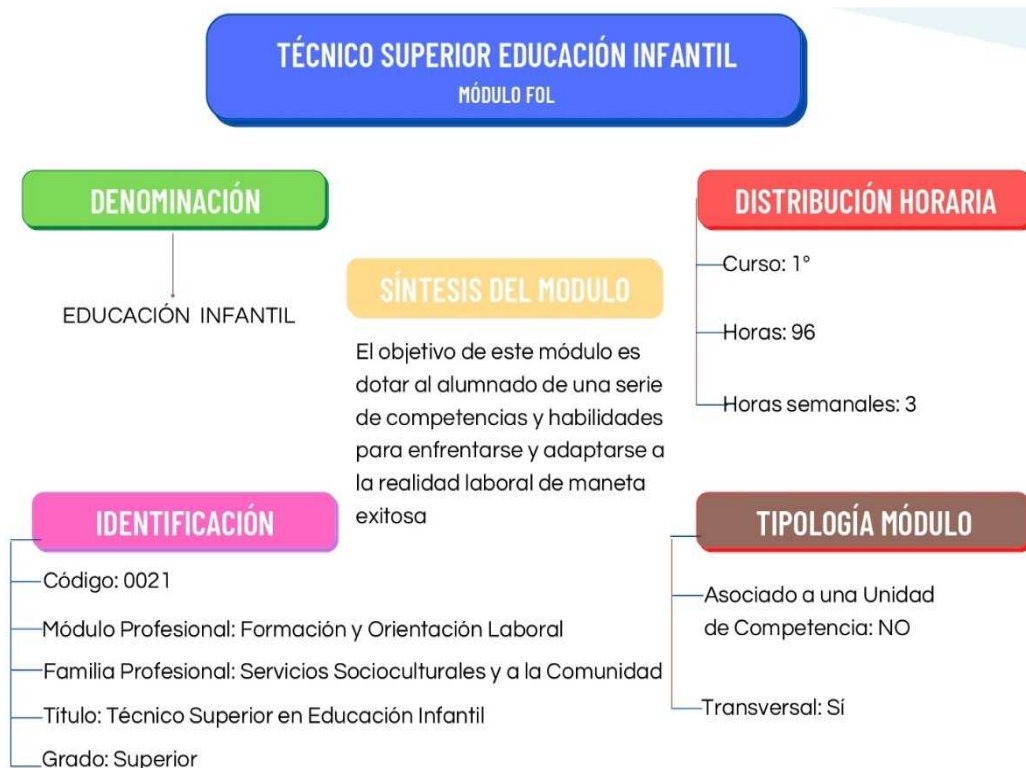 TÉCNICO SUPERIOR EDUCACIÓN INFANTIL
MÓDULO FOL
DENOMINACIÓN
EDUCACIÓN INFANTIL
SÍNTESIS DEL MODULO
El objetivo de este módulo es
dotar al alumnado de una serie
de competencias y habilidades
para enfrentarse y adaptarse a
la realidad laboral de maneta
exitosa
DISTRIBUCIÓN HORARIA
Curso: 1°
Horas: 96
Horas semanales: 3
IDENTIFICACIÓN
Código: 0021
Módulo Profesional: Formación y Orientación Laboral
Familia Profesional: Servicios Socioculturales y a la Comunidad
Título: Técnico Superior en Educación Infantil
Grado: Superior
TIPOLOGÍA MÓDULO
Asociado a una Unidad
de Competencia: NO
Transversal: Sí